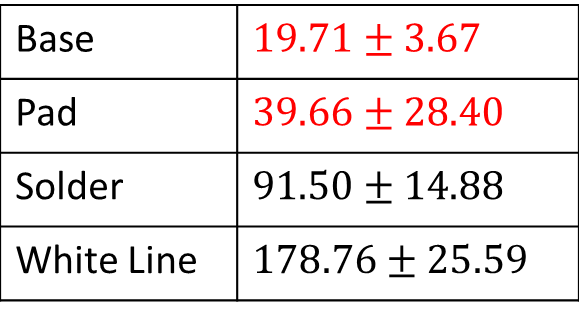 Base 19.71 ± 3.67
Pad 39.66 ± 28.40
Solder 91.50 ± 14.88
White Line 178.76 ± 25.59